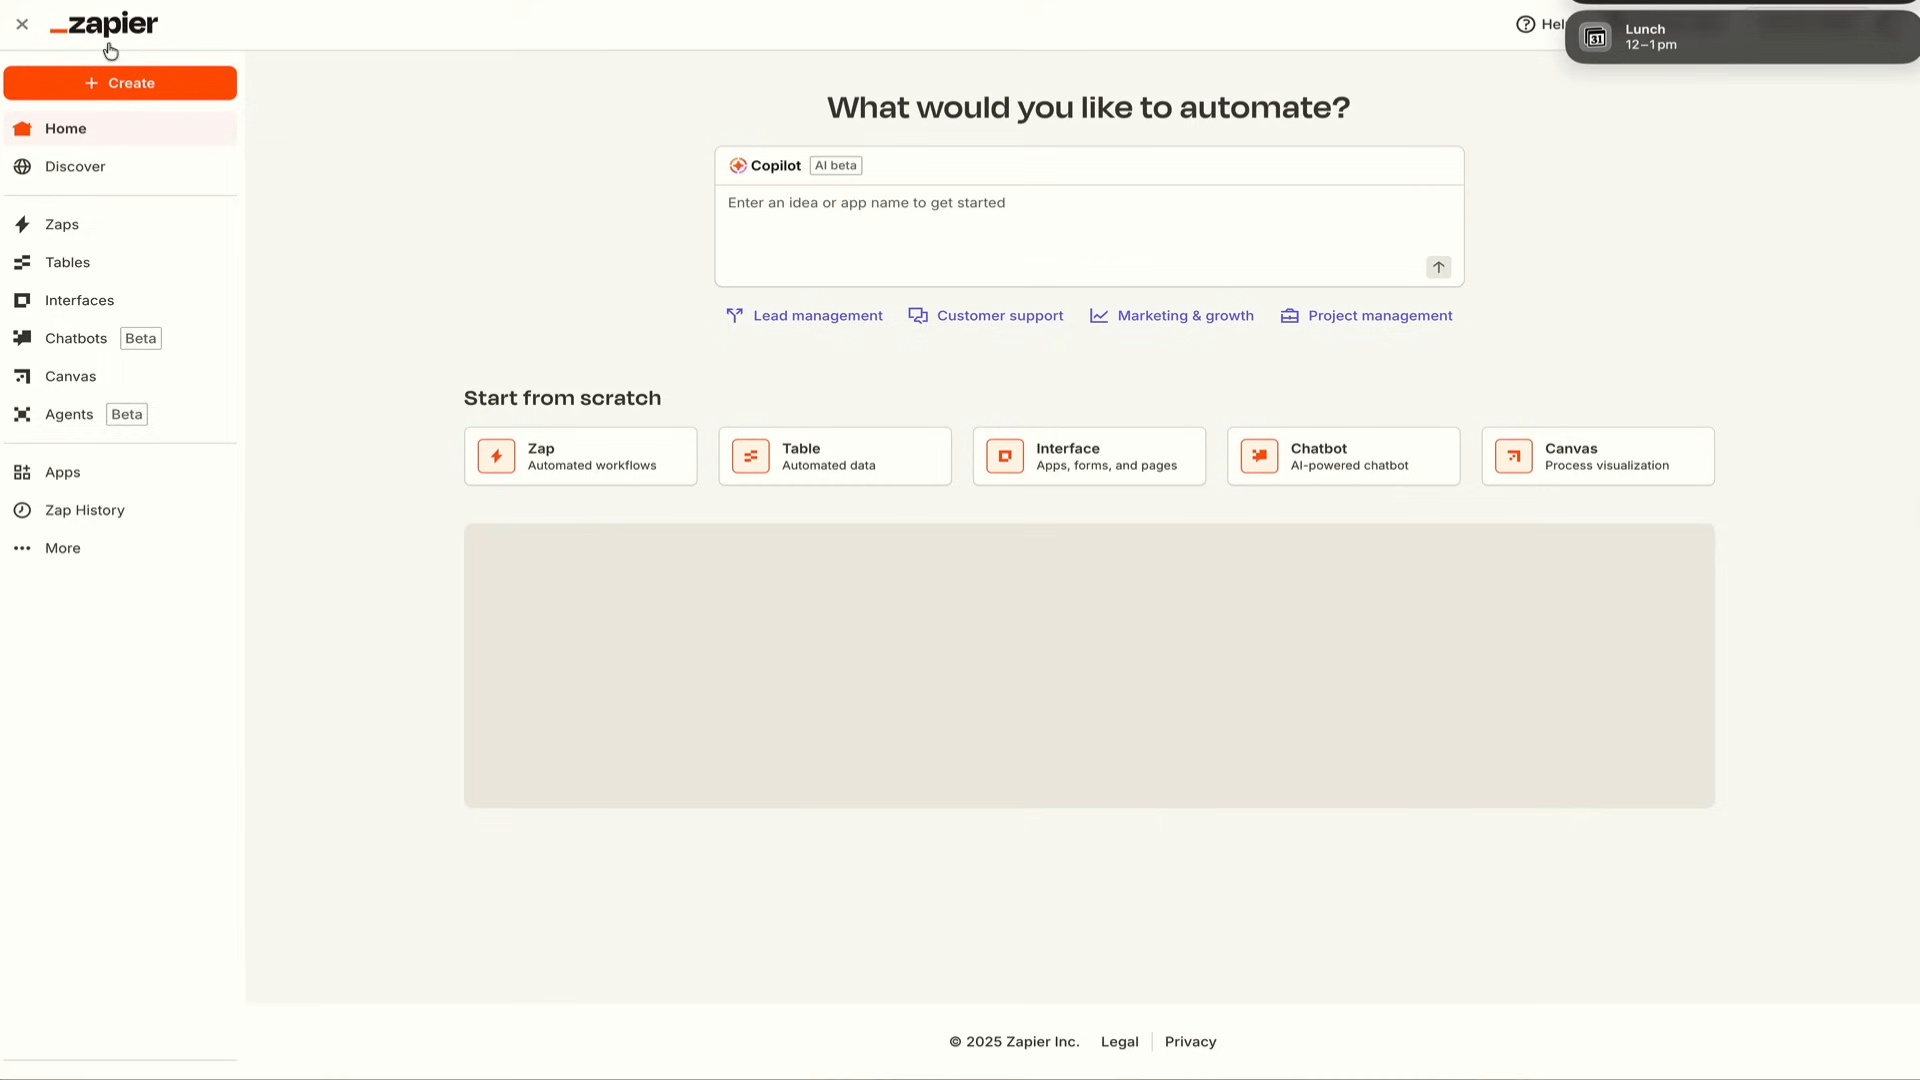 zapier
Help
Lunch
12–1pm
31
+ Create
Home
Discover
Zaps
Tables
Interfaces
Chatbots Beta
Canvas
Agents Beta
Apps
Zap History
More
What would you like to automate?
Copilot AI beta
Enter an idea or app name to get started
Lead management Customer support Marketing & growth Project management
Start from scratch
Zap
Automated workflows
Table
Automated data
Interface
Apps, forms, and pages
Chatbot
AI-powered chatbot
Canvas
Process visualization
© 2025 Zapier Inc. Legal Privacy